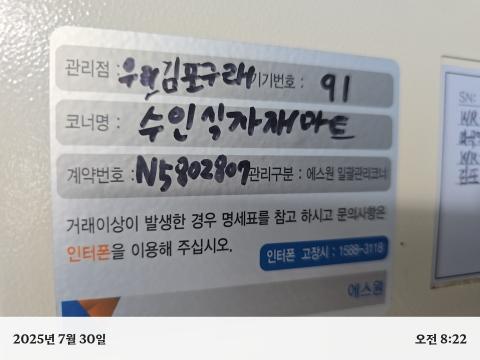 관리점 : 우리김포구래 기기번호 : 91
코너명 : 수인식자재마트
계약번호 : N5802807 관리구분 : 에스원 일괄관리코너
거래이상이 발생한 경우 명세표를 참고 하시고 문의사항은
인터폰을 이용해 주십시오.
인터폰 고장시 : 1588-3118
에스원
SN:
2025년 7월 30일
오전 8:22